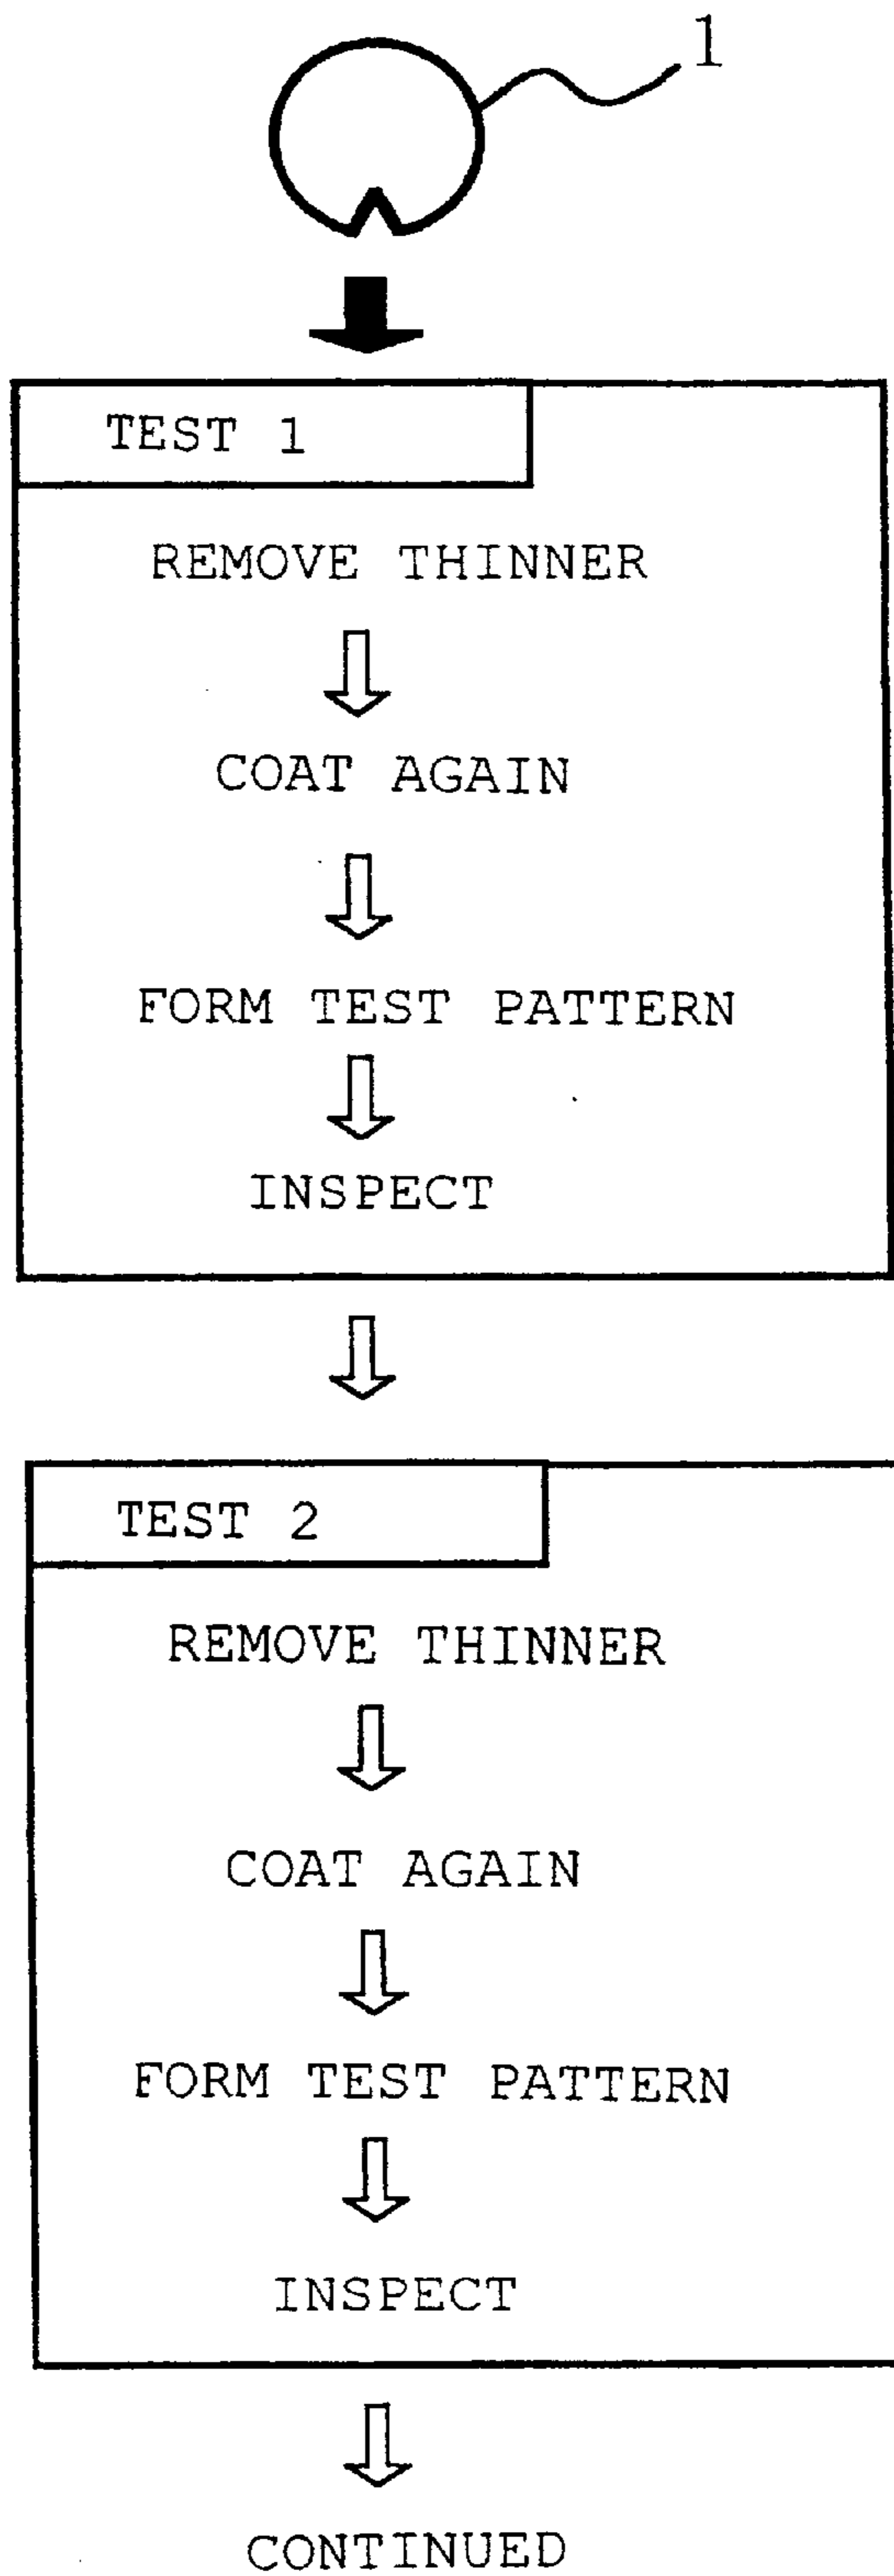 1
TEST 1
REMOVE THINNER
COAT AGAIN
FORM TEST PATTERN
INSPECT
TEST 2
REMOVE THINNER
COAT AGAIN
FORM TEST PATTERN
INSPECT
CONTINUED